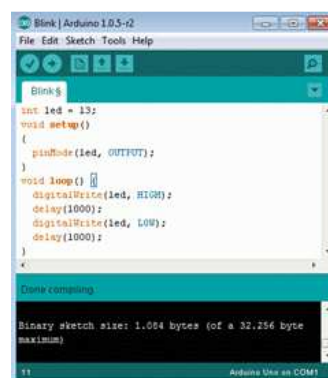 Blink | Arduino 1.0.5-r2
File Edit Sketch Tools Help
Blink §
int led = 13;
void setup()
{
pinMode(led, OUTPUT);
}
void loop() {
digitalWrite(led, HIGH);
delay(1000);
digitalWrite(led, LOW);
delay(1000);
}
Done compiling.
Binary sketch size: 1.084 bytes (of a 32.256 byte
maximum)
11
Arduino Uno on COM1